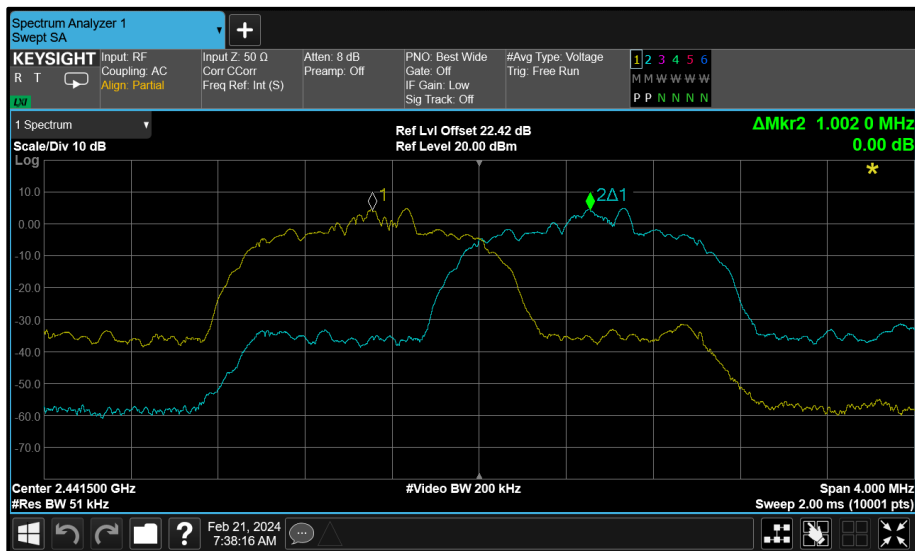 Spectrum Analyzer 1
Swept SA
KEYSIGHT
R T
LXI
Input: RF
Coupling: AC
Align: Partial
Input Z: 50 Ω
Corr CCorr
Freq Ref: Int (S)
Atten: 8 dB
Preamp: Off
PNO: Best Wide
Gate: Off
IF Gain: Low
Sig Track: Off
#Avg Type: Voltage
Trig: Free Run
1 2 3 4 5 6
M M W W W W
P P N N N N
1 Spectrum
Scale/Div 10 dB
Ref Lvl Offset 22.42 dB
Ref Level 20.00 dBm
ΔMkr2 1.002 0 MHz
0.00 dB
Log
*
1
2Δ1
10.0
0.00
-10.0
-20.0
-30.0
-40.0
-50.0
-60.0
-70.0
Center 2.441500 GHz
#Video BW 200 kHz
Span 4.000 MHz
#Res BW 51 kHz
Sweep 2.00 ms (10001 pts)
?
Feb 21, 2024
7:38:16 AM